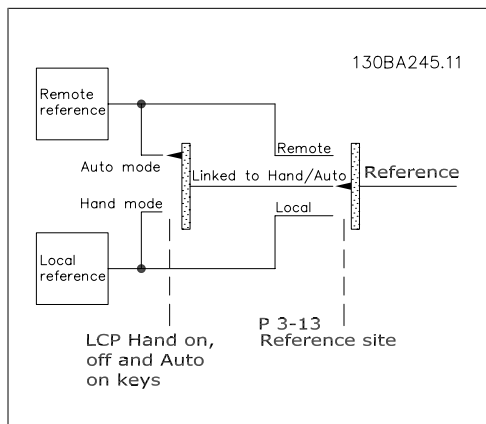 130BA245.11
Remote
reference
Remote
Auto mode
Linked to Hand/Auto
Reference
Hand mode
Local
Local
reference
LCP Hand on,
off and Auto
on keys
P 3-13
Reference site